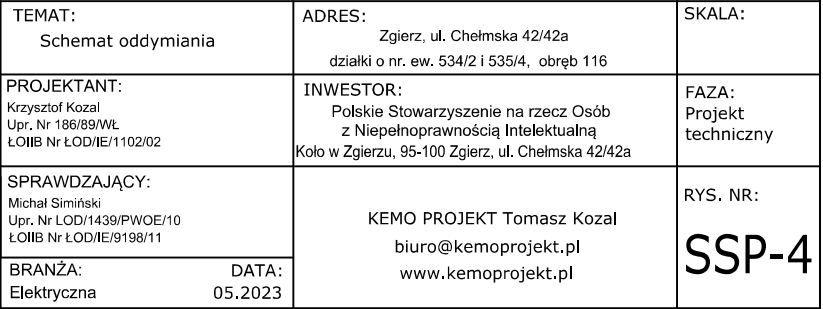 TEMAT:
Schemat oddymiania
ADRES:
Zgierz, ul. Chełmska 42/42a
działki o nr. ew. 534/2 i 535/4, obręb 116
SKALA:
PROJEKTANT:
Krzysztof Kozal
Upr. Nr 186/89/WŁ
ŁOIIB Nr ŁOD/IE/1102/02
INWESTOR:
Polskie Stowarzyszenie na rzecz Osób
z Niepełnoprawnością Intelektualną
Koło w Zgierzu, 95-100 Zgierz, ul. Chełmska 42/42a
FAZA:
Projekt
techniczny
SPRAWDZAJĄCY:
Michał Simiński
Upr. Nr LOD/1439/PWOE/10
ŁOIIB Nr ŁOD/IE/9198/11
BRANŻA:
Elektryczna
DATA:
05.2023
KEMO PROJEKT Tomasz Kozal
biuro@kemoprojekt.pl
www.kemoprojekt.pl
RYS. NR:
SSP-4